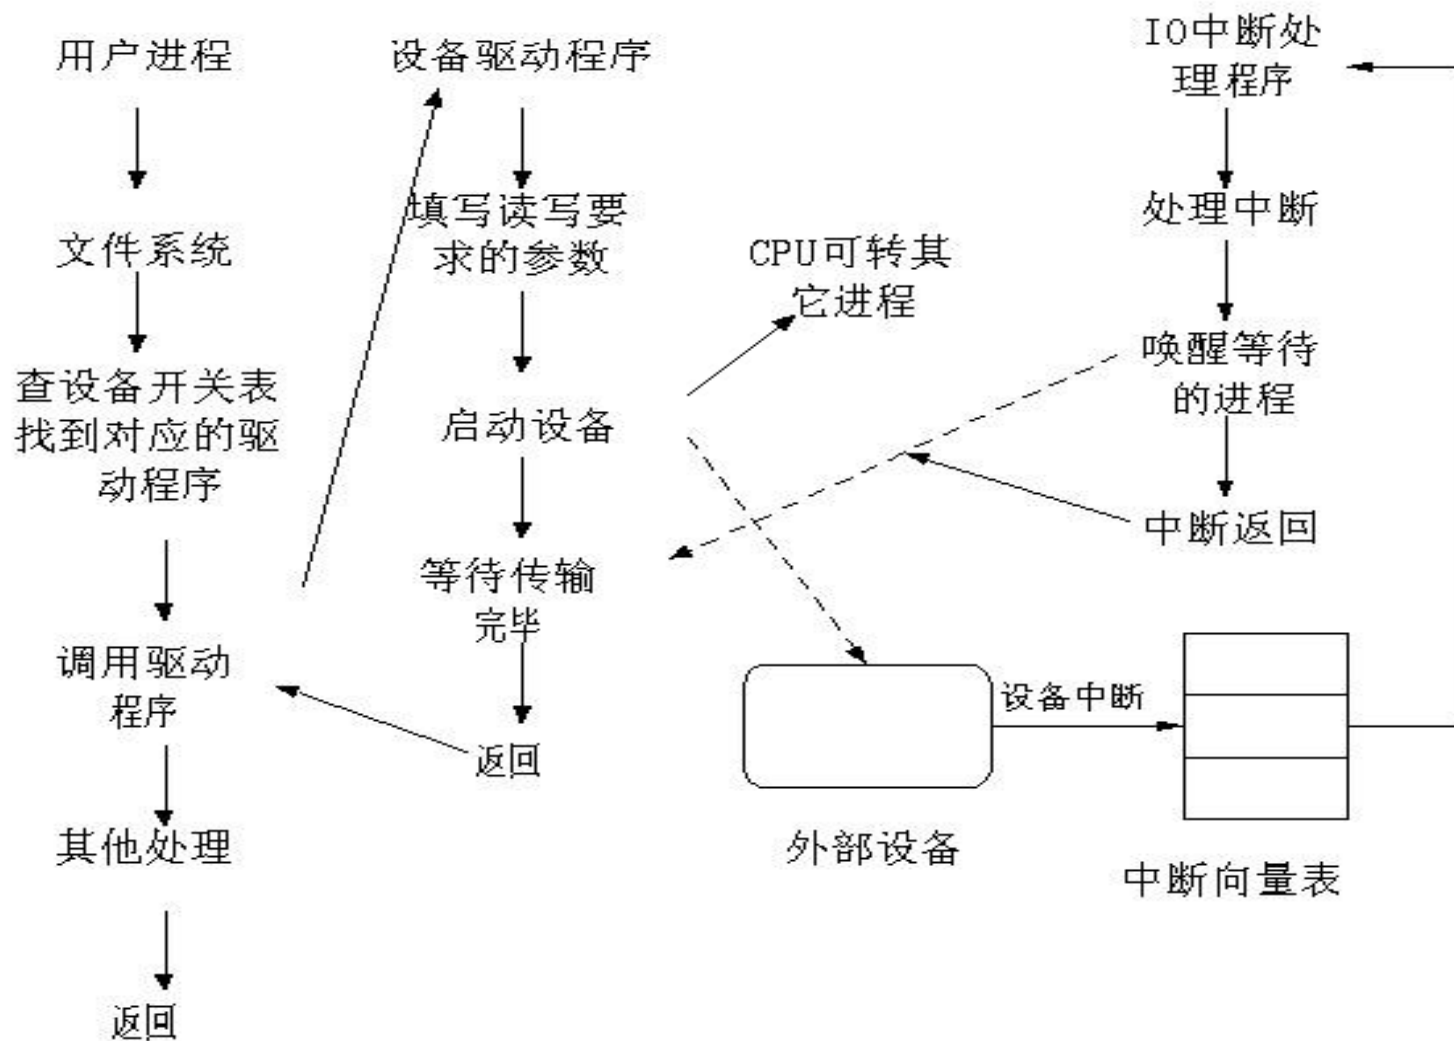 用户进程
文件系统
查设备开关表
找到对应的驱
动程序
调用驱动
程序
其他处理
返回
设备驱动程序
填写读写要
求的参数
启动设备
等待传输
完毕
返回
CPU可转其
它进程
外部设备
设备中断
中断向量表
IO中断处
理程序
处理中断
唤醒等待
的进程
中断返回